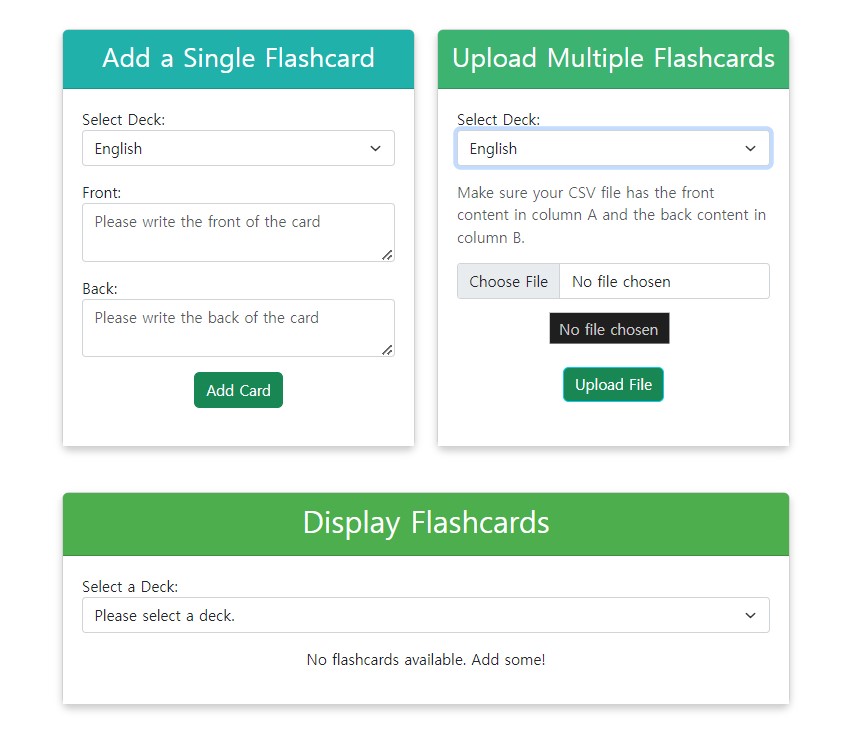 Add a Single Flashcard
Select Deck:
English
Front:
Please write the front of the card
Back:
Please write the back of the card
Add Card
Upload Multiple Flashcards
Select Deck:
English
Make sure your CSV file has the front
content in column A and the back content in
column B.
Choose File No file chosen
No file chosen
Upload File
Display Flashcards
Select a Deck:
Please select a deck.
No flashcards available. Add some!